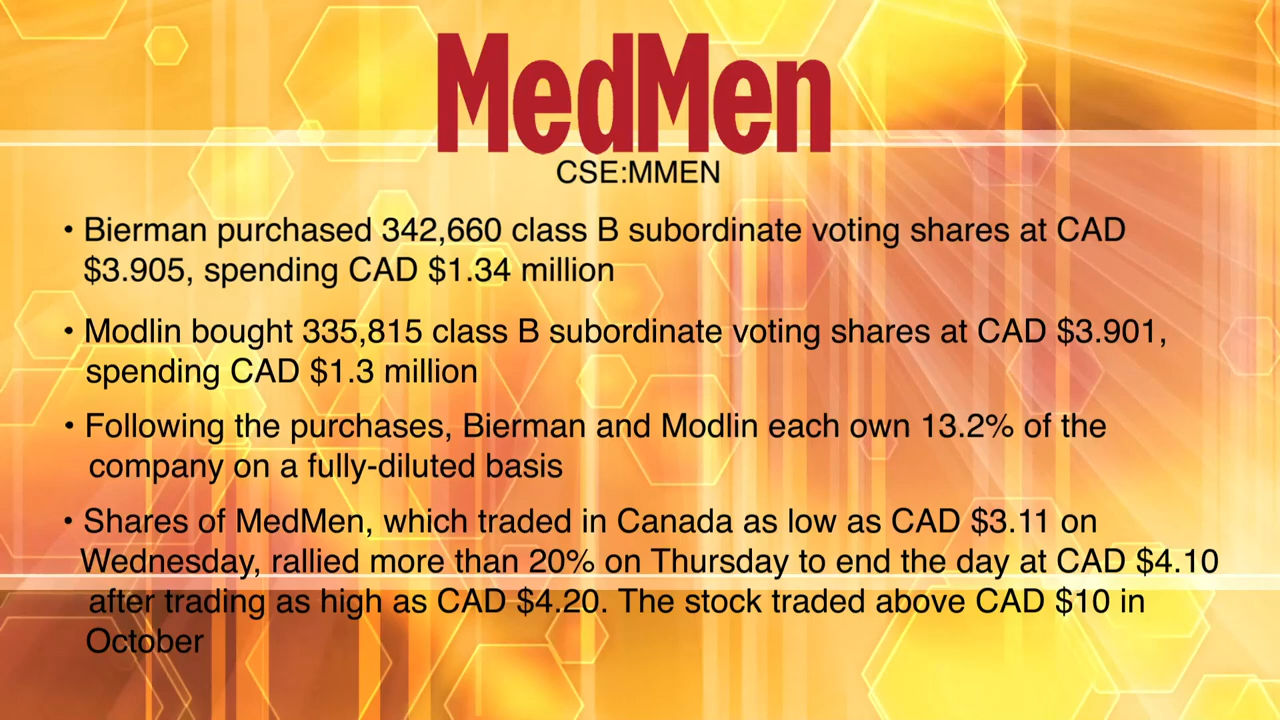 MedMen
CSE:MMEN
• Bierman purchased 342,660 class B subordinate voting shares at CAD
$3.905, spending CAD $1.34 million
• Modlin bought 335,815 class B subordinate voting shares at CAD $3.901,
spending CAD $1.3 million
• Following the purchases, Bierman and Modlin each own 13.2% of the
company on a fully-diluted basis
• Shares of MedMen, which traded in Canada as low as CAD $3.11 on
Wednesday, rallied more than 20% on Thursday to end the day at CAD $4.10
after trading as high as CAD $4.20. The stock traded above CAD $10 in
October